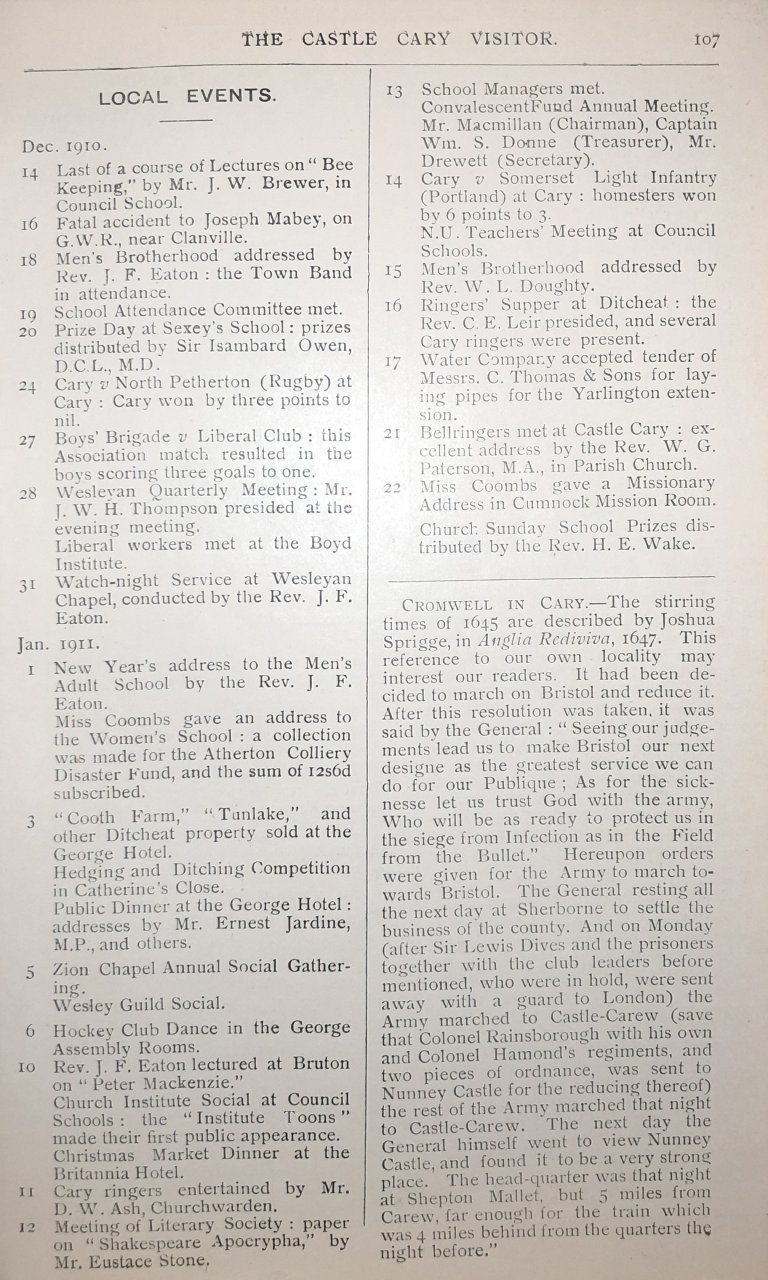 THE CASTLE CARY VISITOR. 107
LOCAL EVENTS.
Dec. 1910.
14 Last of a course of Lectures on “ Bee
Keeping,” by Mr. J. W. Brewer, in
Council School.
16 Fatal accident to Joseph Mabey, on
G.W.R., near Clanville.
18 Men's Brotherhood addressed by
Rev. J. F. Eaton : the Town Band
in attendance.
19 School Attendance Committee met.
20 Prize Day at Sexey's School : prizes
distributed by Sir Isambard Owen,
D.C.L., M.D.
24 Cary v North Petherton (Rugby) at
Cary : Cary won by three points to
nil.
27 Boys' Brigade v Liberal Club : this
Association match resulted in the
boys scoring three goals to one.
28 Wesleyan Quarterly Meeting : Mr.
J. W. H. Thompson presided at the
evening meeting.
Liberal workers met at the Boyd
Institute.
31 Watch-night Service at Wesleyan
Chapel, conducted by the Rev. J. F.
Eaton.
Jan. 1911.
1 New Year's address to the Men's
Adult School by the Rev. J. F.
Eaton.
Miss Coombs gave an address to
the Women's School : a collection
was made for the Atherton Colliery
Disaster Fund, and the sum of 12s6d
subscribed.
3 “Cooth Farm,” “Tunlake,” and
other Ditcheat property sold at the
George Hotel.
Hedging and Ditching Competition
in Catherine's Close.
Public Dinner at the George Hotel :
addresses by Mr. Ernest Jardine,
M.P., and others.
5 Zion Chapel Annual Social Gather-
ing.
Wesley Guild Social.
6 Hockey Club Dance in the George
Assembly Rooms.
10 Rev. J. F. Eaton lectured at Bruton
on “ Peter Mackenzie.”
Church Institute Social at Council
Schools : the “Institute Toons”
made their first public appearance.
Christmas Market Dinner at the
Britannia Hotel.
11 Cary ringers entertained by Mr.
D. W. Ash, Churchwarden.
12 Meeting of Literary Society : paper
on “Shakespeare Apocrypha,” by
Mr. Eustace Stone.
13 School Managers met.
ConvalescentFund Annual Meeting.
Mr. Macmillan (Chairman), Captain
Wm. S. Donne (Treasurer), Mr.
Drewett (Secretary).
14 Cary v Somerset Light Infantry
(Portland) at Cary : homesters won
by 6 points to 3.
N.U. Teachers' Meeting at Council
Schools.
15 Men's Brotherhood addressed by
Rev. W. L. Doughty.
16 Ringers' Supper at Ditcheat : the
Rev. C. E. Leir presided, and several
Cary ringers were present.
17 Water Company accepted tender of
Messrs. C. Thomas & Sons for lay-
ing pipes for the Yarlington exten-
sion.
21 Bellringers met at Castle Cary : ex-
cellent address by the Rev. W. G.
Paterson, M.A., in Parish Church.
22 Miss Coombs gave a Missionary
Address in Cumnock Mission Room.
Church Sunday School Prizes dis-
tributed by the Rev. H. E. Wake.
CROMWELL IN CARY.—The stirring
times of 1645 are described by Joshua
Sprigge, in Anglia Rediviva, 1647. This
reference to our own locality may
interest our readers. It had been de-
cided to march on Bristol and reduce it.
After this resolution was taken, it was
said by the General : “ Seeing our judge-
ments lead us to make Bristol our next
designe as the greatest service we can
do for our Publique ; As for the sick-
nesse let us trust God with the army,
Who will be as ready to protect us in
the siege from Infection as in the Field
from the Bullet.” Hereupon orders
were given for the Army to march to-
wards Bristol. The General resting all
the next day at Sherborne to settle the
business of the county. And on Monday
(after Sir Lewis Dives and the prisoners
together with the club leaders before
mentioned, who were in hold, were sent
away with a guard to London) the
Army marched to Castle-Carew (save
that Colonel Rainsborough with his own
and Colonel Hamond's regiments, and
two pieces of ordnance, was sent to
Nunney Castle for the reducing thereof)
the rest of the Army marched that night
to Castle-Carew. The next day the
General himself went to view Nunney
Castle, and found it to be a very strong
place. The head-quarter was that night
at Shepton Mallet, but 5 miles from
Carew, far enough for the train which
was 4 miles behind from the quarters the
night before.”